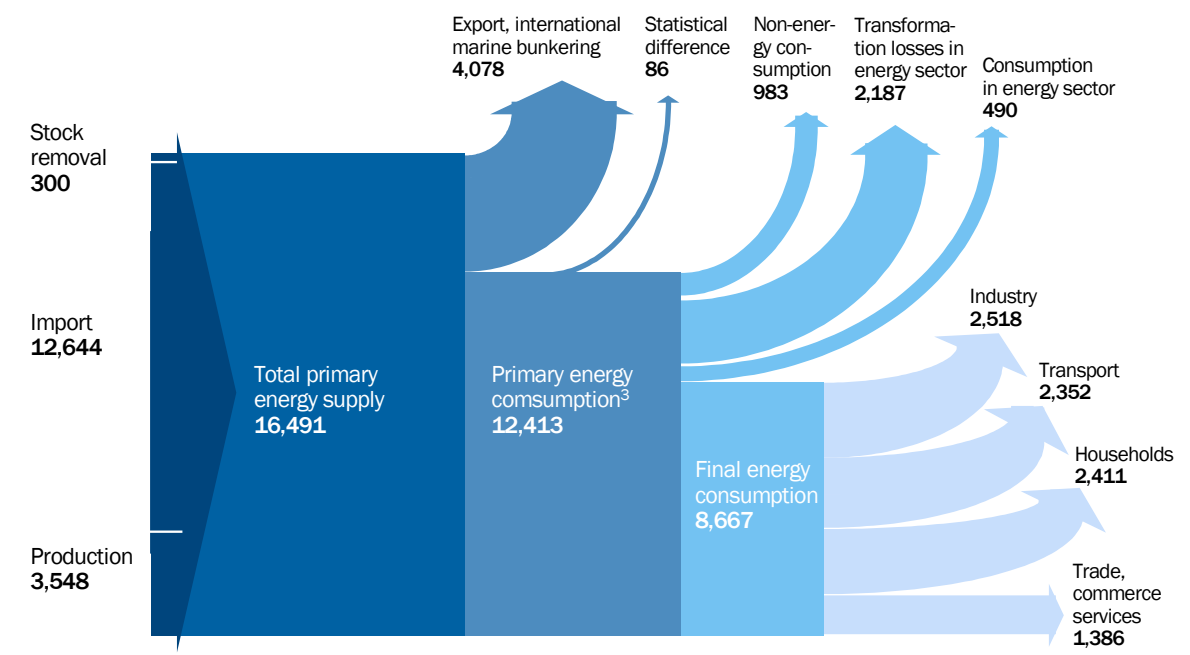 Export, international
marine bunkering
4,078
Statistical
difference
86
Non-ener-
gy con-
sumption
983
Transforma-
tion losses in
energy sector
2,187
Consumption
in energy sector
490
Stock
removal
300
Import
12,644
Production
3,548
Total primary
energy supply
16,491
Primary energy
comsumption³
12,413
Final energy
consumption
8,667
Industry
2,518
Transport
2,352
Households
2,411
Trade,
commerce
services
1,386